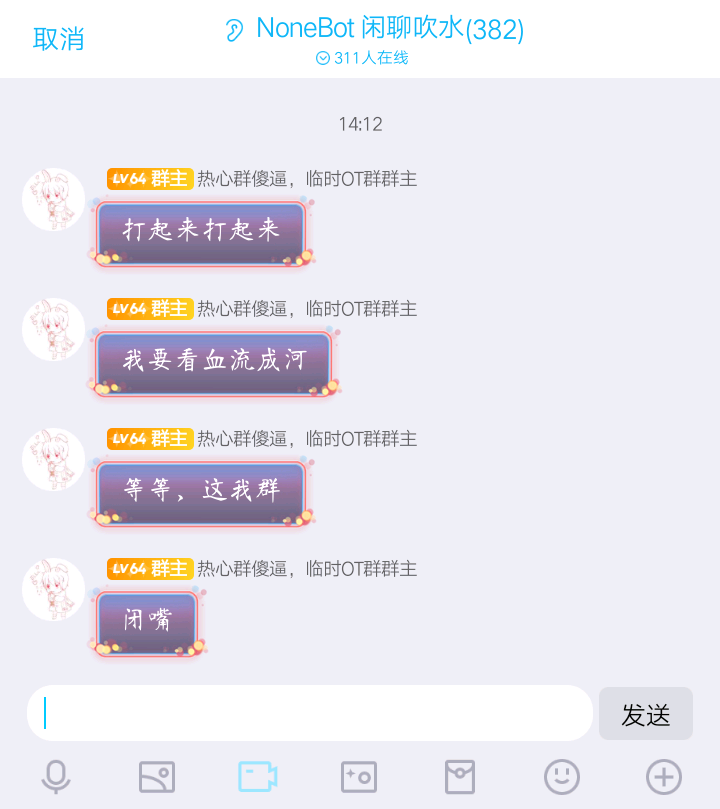 取消
NoneBot 闲聊吹水(382)
311人在线
14:12
LV64 群主 热心群傻逼，临时OT群群主
打起来打起来
LV64 群主 热心群傻逼，临时OT群群主
我要看血流成河
LV64 群主 热心群傻逼，临时OT群群主
等等，这我群
LV64 群主 热心群傻逼，临时OT群群主
闭嘴
发送